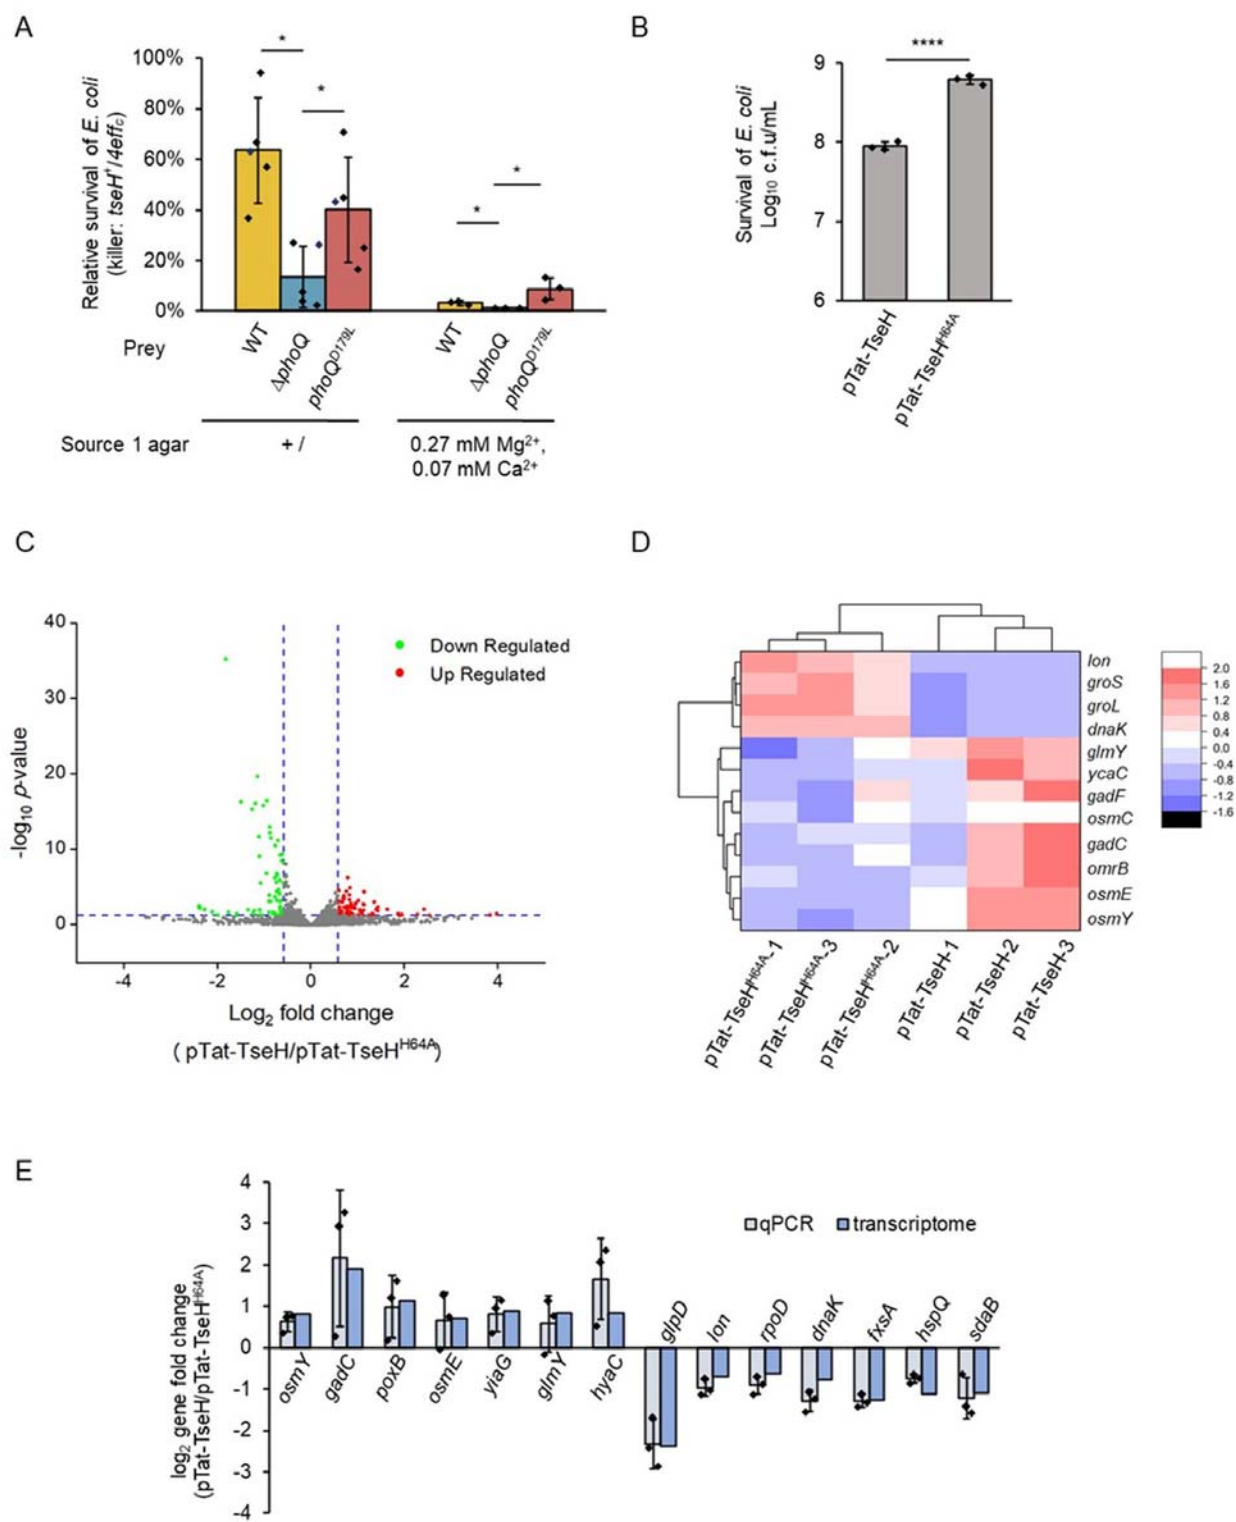 A
Relative survival of E. coli
(killer: tseH⁺/4eff꜀)
100%
80%
60%
40%
20%
0%
*
*
*
*
Prey
WT
ΔphoQ
phoQᴰ¹⁷⁹ᴸ
WT
ΔphoQ
phoQᴰ¹⁷⁹ᴸ
Source 1 agar
+ /
0.27 mM Mg²⁺,
0.07 mM Ca²⁺
B
Survival of E. coli
Log₁₀ c.f.u/mL
9
8
7
6
****
pTat-TseH
pTat-TseHᴴ⁶⁴ᴬ
C
-log₁₀ p-value
40
30
20
10
0
Down Regulated
Up Regulated
-4
-2
0
2
4
Log₂ fold change
( pTat-TseH/pTat-TseHᴴ⁶⁴ᴬ)
D
lon
groS
groL
dnaK
glmY
ycaC
gadF
osmC
gadC
omrB
osmE
osmY
2.0
1.6
1.2
0.8
0.4
0.0
-0.4
-0.8
-1.2
-1.6
pTat-TseHᴴ⁶⁴ᴬ-1
pTat-TseHᴴ⁶⁴ᴬ-3
pTat-TseHᴴ⁶⁴ᴬ-2
pTat-TseH-1
pTat-TseH-2
pTat-TseH-3
E
log₂ gene fold change
(pTat-TseH/pTat-TseHᴴ⁶⁴ᴬ)
4
3
2
1
0
-1
-2
-3
-4
qPCR
transcriptome
osmY
gadC
poxB
osmE
yiaG
glmY
hyaC
glpD
lon
rpoD
dnaK
fxsA
hspQ
sdaB